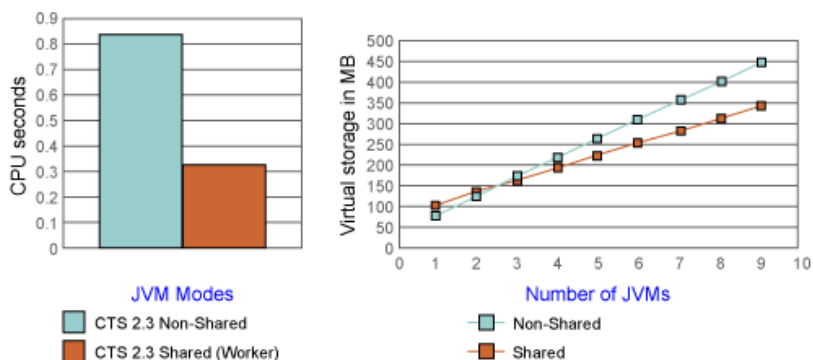 CPU seconds
0.9
0.8
0.7
0.6
0.5
0.4
0.3
0.2
0.1
0
JVM Modes
CTS 2.3 Non-Shared
CTS 2.3 Shared (Worker)
Virtual storage in MB
500
450
400
350
300
250
200
150
100
50
0
0 1 2 3 4 5 6 7 8 9 10
Number of JVMs
Non-Shared
Shared